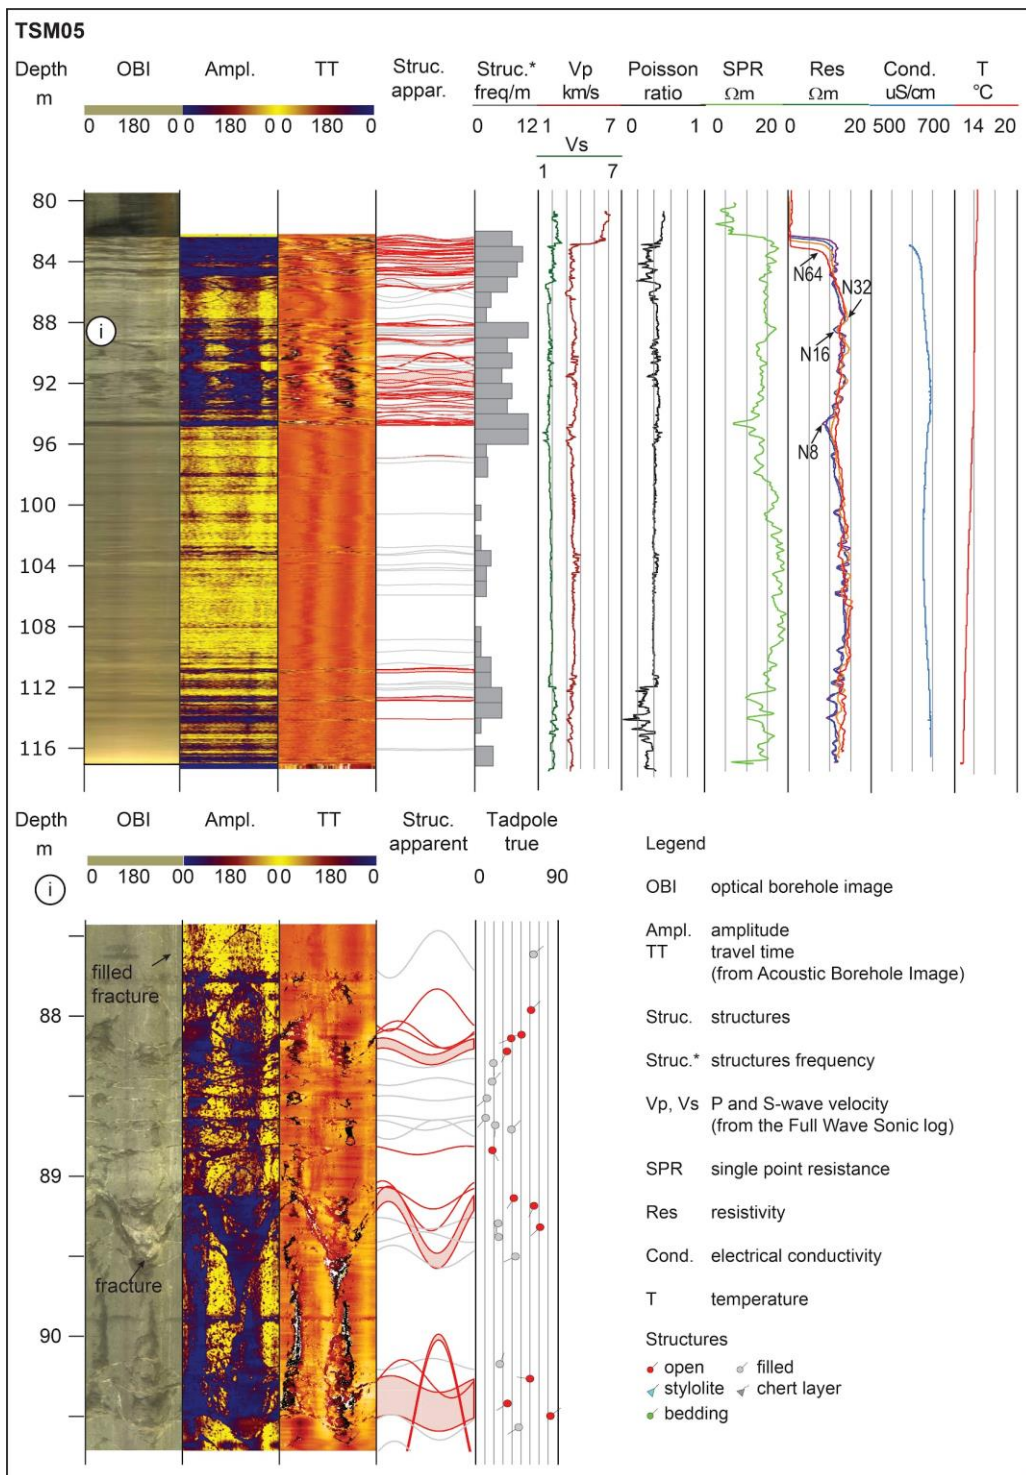 TSM05
Depth OBI Ampl. TT Struc. Struc.* Vp Poisson SPR Res Cond. T
m appar. freq/m km/s ratio Ωm Ωm uS/cm °C
0 180 0 180 0 0 180 0 0 12 1 7 0 1 0 20 0 20 500 700 14 20
Vs
1 7
80
84
N64
N32
88
i
N16
92
96
N8
100
104
108
112
116
Depth OBI Ampl. TT Struc. Tadpole
m apparent true
i 0 180 00 180 0 0 180 0 0 90
filled
fracture
88
89
fracture
90
Legend
OBI optical borehole image
Ampl. amplitude
TT travel time
(from Acoustic Borehole Image)
Struc. structures
Struc.* structures frequency
Vp, Vs P and S-wave velocity
(from the Full Wave Sonic log)
SPR single point resistance
Res resistivity
Cond. electrical conductivity
T temperature
Structures
open filled
stylolite chert layer
bedding